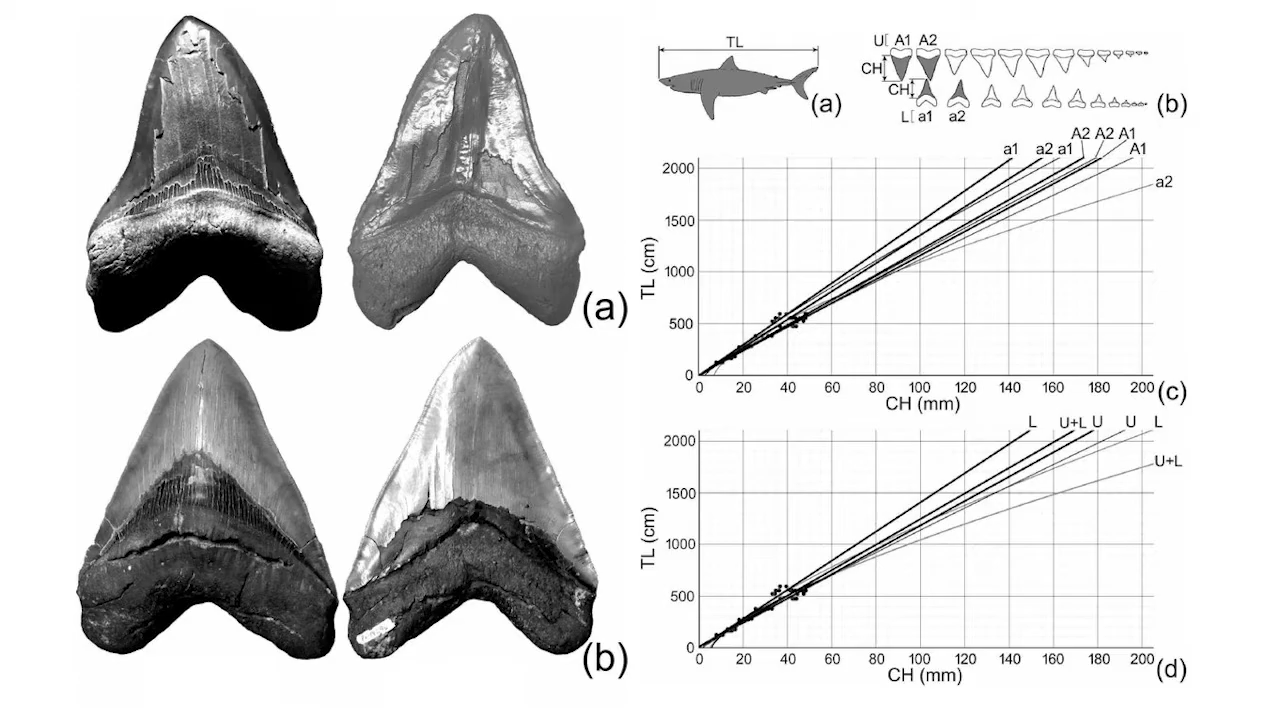 (a)
(b)
TL
(a)
U[ A1 A2
CH
CH
L[ a1 a2
(b)
a1 a2 a1 A2 A2 A1 A1
a2
2000
1500
1000
500
0
TL (cm)
0 20 40 60 80 100 120 140 160 180 200
CH (mm)
(c)
L U+L U U L
U+L
2000
1500
1000
500
0
TL (cm)
0 20 40 60 80 100 120 140 160 180 200
CH (mm)
(d)